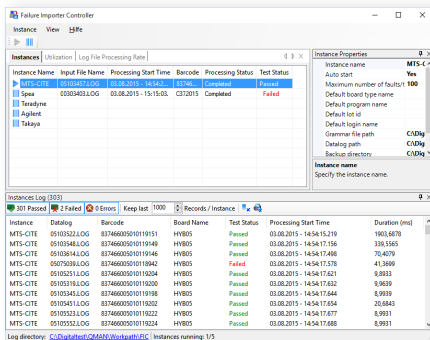 Failure Importer Controller
Instance View Hilfe
Instances Utilization Log File Processing Rate
Instance Name Input File Name Processing Start Time Barcode Processing Status Test Status
MTS-CITE 05103457.LOG 03.08.2015 - 14:54:2... 83746... Completed Passed
Spea 00303403.LOG 03.08.2015 - 15:15:03. C372015 Completed Failed
Teradyne
Agilent
Takaya
Instance Properties
Instance name MTS-C
Auto start Yes
Maximum number of faults/t 100
Default board type name
Default program name
Default lot id
Default login name
Grammar file path C:\Dig
Datalog path C:\Digi
Backup directory C:\Dig
Instance name
Specify the instance name.
Instances Log (303)
301 Passed 2 Failed 0 Errors Keep last 1000 Records / Instance
Instance Datalog Barcode Board Name Test Status Processing Start Time Duration (ms)
MTS-CITE 05103522.LOG 837466005010119151 HYB05 Passed 03.08.2015 - 14:54:15.219 1903,6878
MTS-CITE 05103548.LOG 837466005010119149 HYB05 Passed 03.08.2015 - 14:54:17.156 339,5565
MTS-CITE 05103614.LOG 837466005010119146 HYB05 Passed 03.08.2015 - 14:54:17.498 70,4079
MTS-CITE 05075039.LOG 837466005010118942 HYB05 Failed 03.08.2015 - 14:54:17.578 41,3699
MTS-CITE 05105251.LOG 837466005010119204 HYB05 Passed 03.08.2015 - 14:54:17.621 9,8933
MTS-CITE 05105319.LOG 837466005010119200 HYB05 Passed 03.08.2015 - 14:54:17.632 9,9639
MTS-CITE 05105345.LOG 837466005010119198 HYB05 Passed 03.08.2015 - 14:54:17.644 8,9939
MTS-CITE 05105451.LOG 837466005010119202 HYB05 Passed 03.08.2015 - 14:54:17.654 20,6843
MTS-CITE 05105523.LOG 837466005010119222 HYB05 Passed 03.08.2015 - 14:54:17.677 8,9931
MTS-CITE 05105552.LOG 837466005010119224 HYB05 Passed 03.08.2015 - 14:54:17.688 8,9931
Log directory: C:\Digitaltest\QMAN\Workpath\FIC Instances running: 1/5